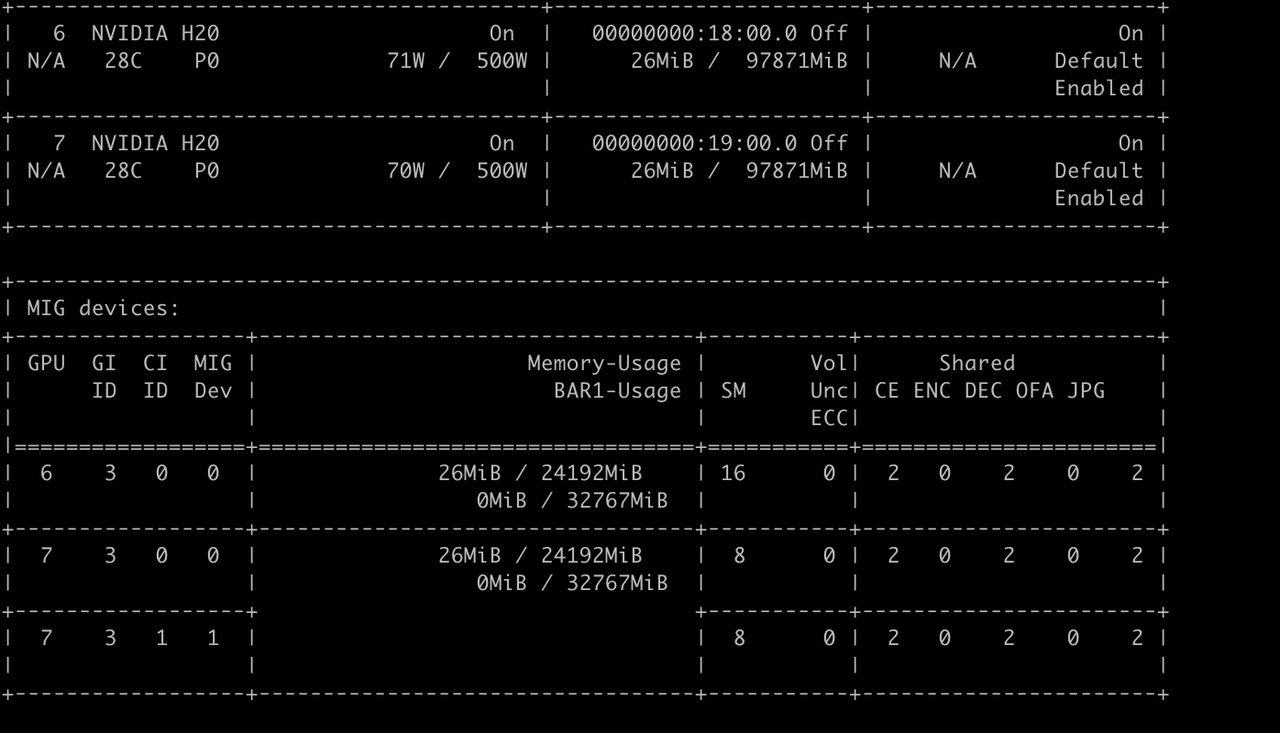 +-----------------------------------------+------------------------+----------------------+
|   6  NVIDIA H20                     On  |   00000000:18:00.0 Off |                   On |
| N/A   28C    P0             71W /  500W |      26MiB /  97871MiB |     N/A      Default |
|                                         |                        |              Enabled |
+-----------------------------------------+------------------------+----------------------+
|   7  NVIDIA H20                     On  |   00000000:19:00.0 Off |                   On |
| N/A   28C    P0             70W /  500W |      26MiB /  97871MiB |     N/A      Default |
|                                         |                        |              Enabled |
+-----------------------------------------+------------------------+----------------------+
+-----------------------------------------------------------------------------------------+
| MIG devices:                                                                            |
+------------------+----------------------------------+-----------+-----------------------+
| GPU  GI  CI  MIG |                     Memory-Usage |        Vol|      Shared           |
|      ID  ID  Dev |                       BAR1-Usage | SM     Unc| CE ENC DEC OFA JPG    |
|                  |                                  |        ECC|                       |
|==================+==================================+===========+=======================|
|  6    3   0   0  |              26MiB / 24192MiB    | 16      0 |  2   0    2    0    2 |
|                  |                 0MiB / 32767MiB  |           |                       |
+------------------+----------------------------------+-----------+-----------------------+
|  7    3   0   0  |              26MiB / 24192MiB    |  8      0 |  2   0    2    0    2 |
|                  |                 0MiB / 32767MiB  |           |                       |
+------------------+                                  +-----------+-----------------------+
|  7    3   1   1  |                                  |  8      0 |  2   0    2    0    2 |
|                  |                                  |           |                       |
+------------------+----------------------------------+-----------+-----------------------+